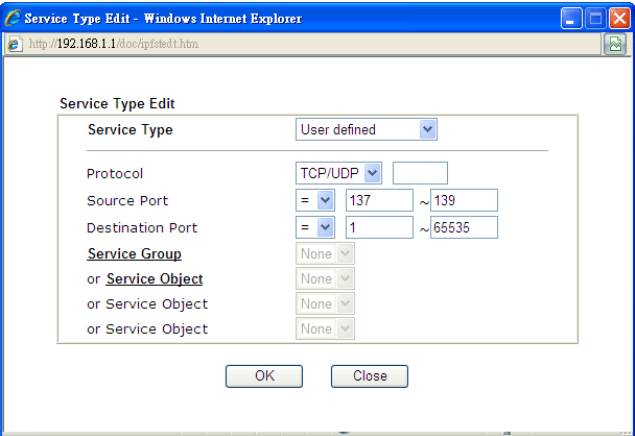 Service Type Edit - Windows Internet Explorer
http://192.168.1.1/doc/ipfstedt.htm
Service Type Edit
Service Type User defined
Protocol TCP/UDP
Source Port = 137 ~ 139
Destination Port = 1 ~ 65535
Service Group None
or Service Object None
or Service Object None
or Service Object None
OK Close